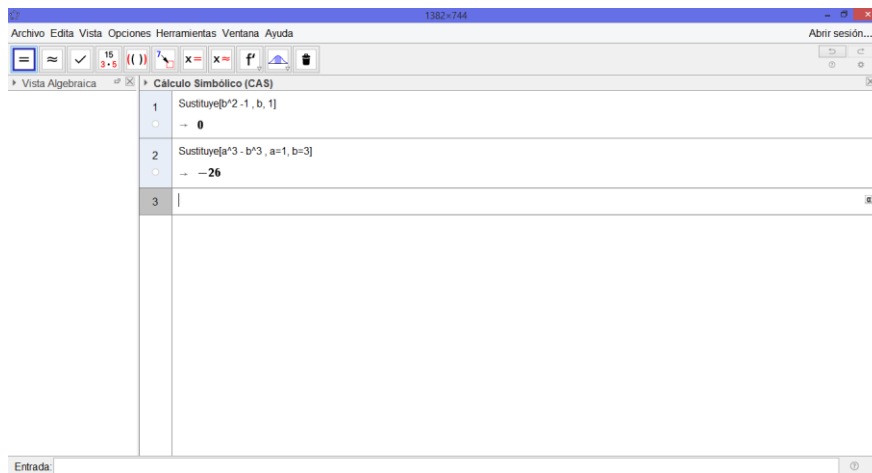 1382×744
Archivo Edita Vista Opciones Herramientas Ventana Ayuda
Abrir sesión...
= ≈ ✓ 15 3·5 (( )) 7 x = x ≈ f′
Vista Algebraica
Cálculo Simbólico (CAS)
1
Sustituye[b^2 -1 , b, 1]
→ 0
2
Sustituye[a^3 - b^3 , a=1, b=3]
→ −26
3
Entrada: